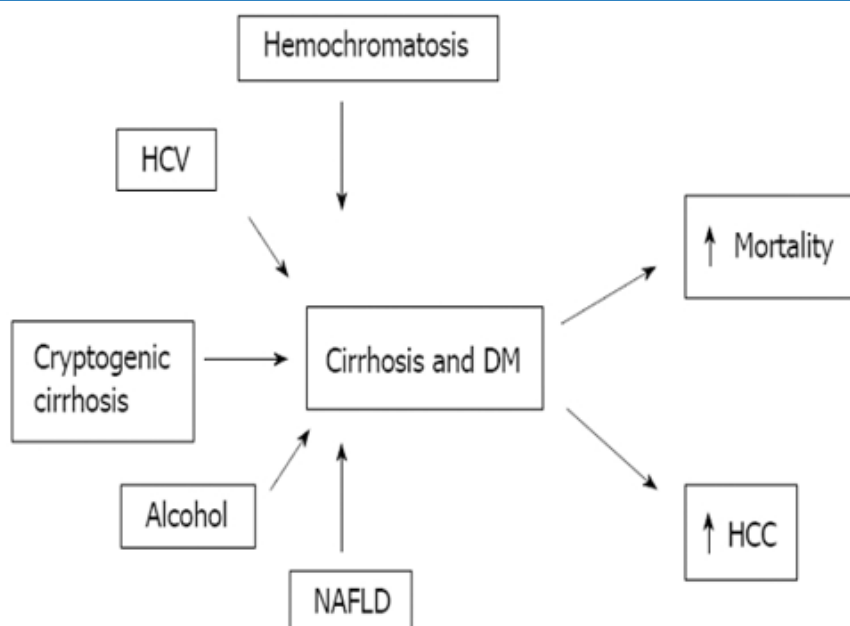 Hemochromatosis
HCV
↑ Mortality
Cryptogenic
cirrhosis
Cirrhosis and DM
Alcohol
↑ HCC
NAFLD